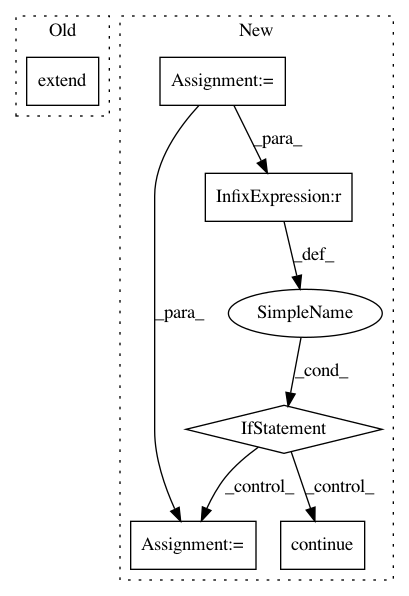 Old
New
extend
Assignment:=
_para_
InfixExpression:r
_def_
_para_
SimpleName
_cond_
IfStatement
_control_
_control_
Assignment:=
continue